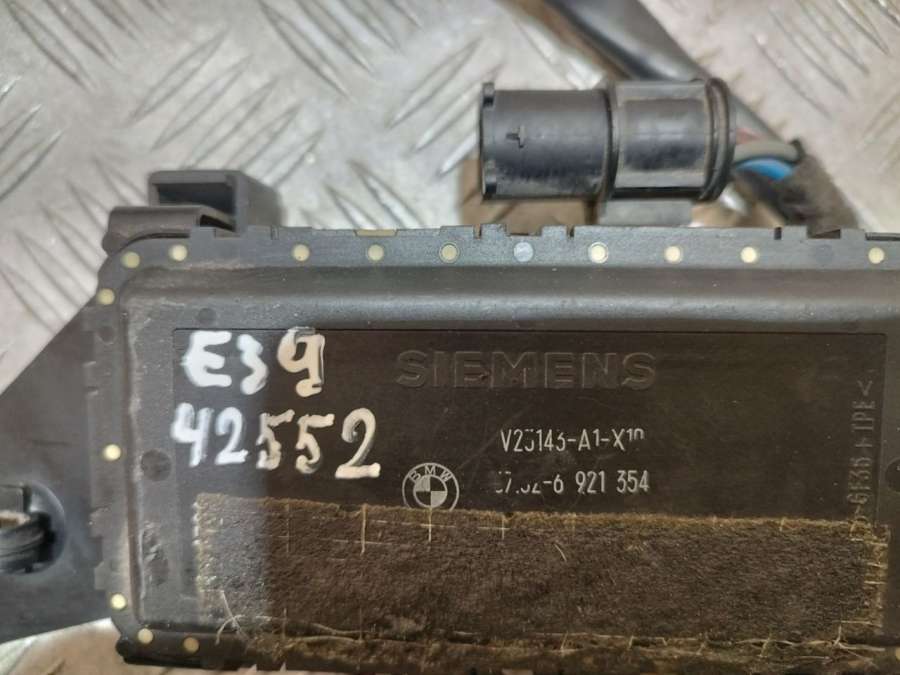 E39
42552
SIEMENS
V23143-A1-X10
BMW
6 921 354